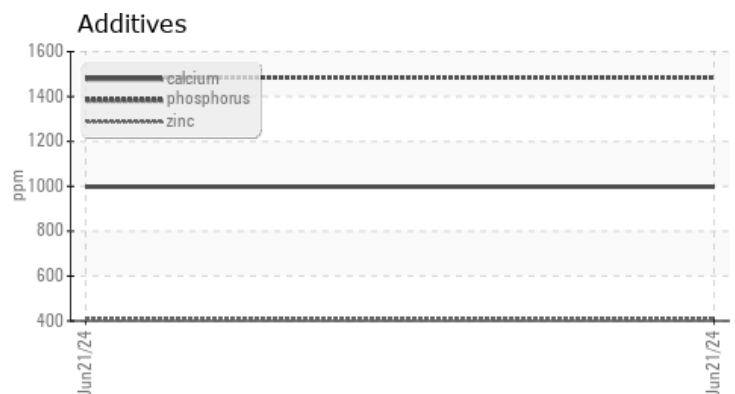 Additives
1600
1400
1200
1000
800
600
400
ppm
calcium
phosphorus
zinc
Jun21/24
Jun21/24